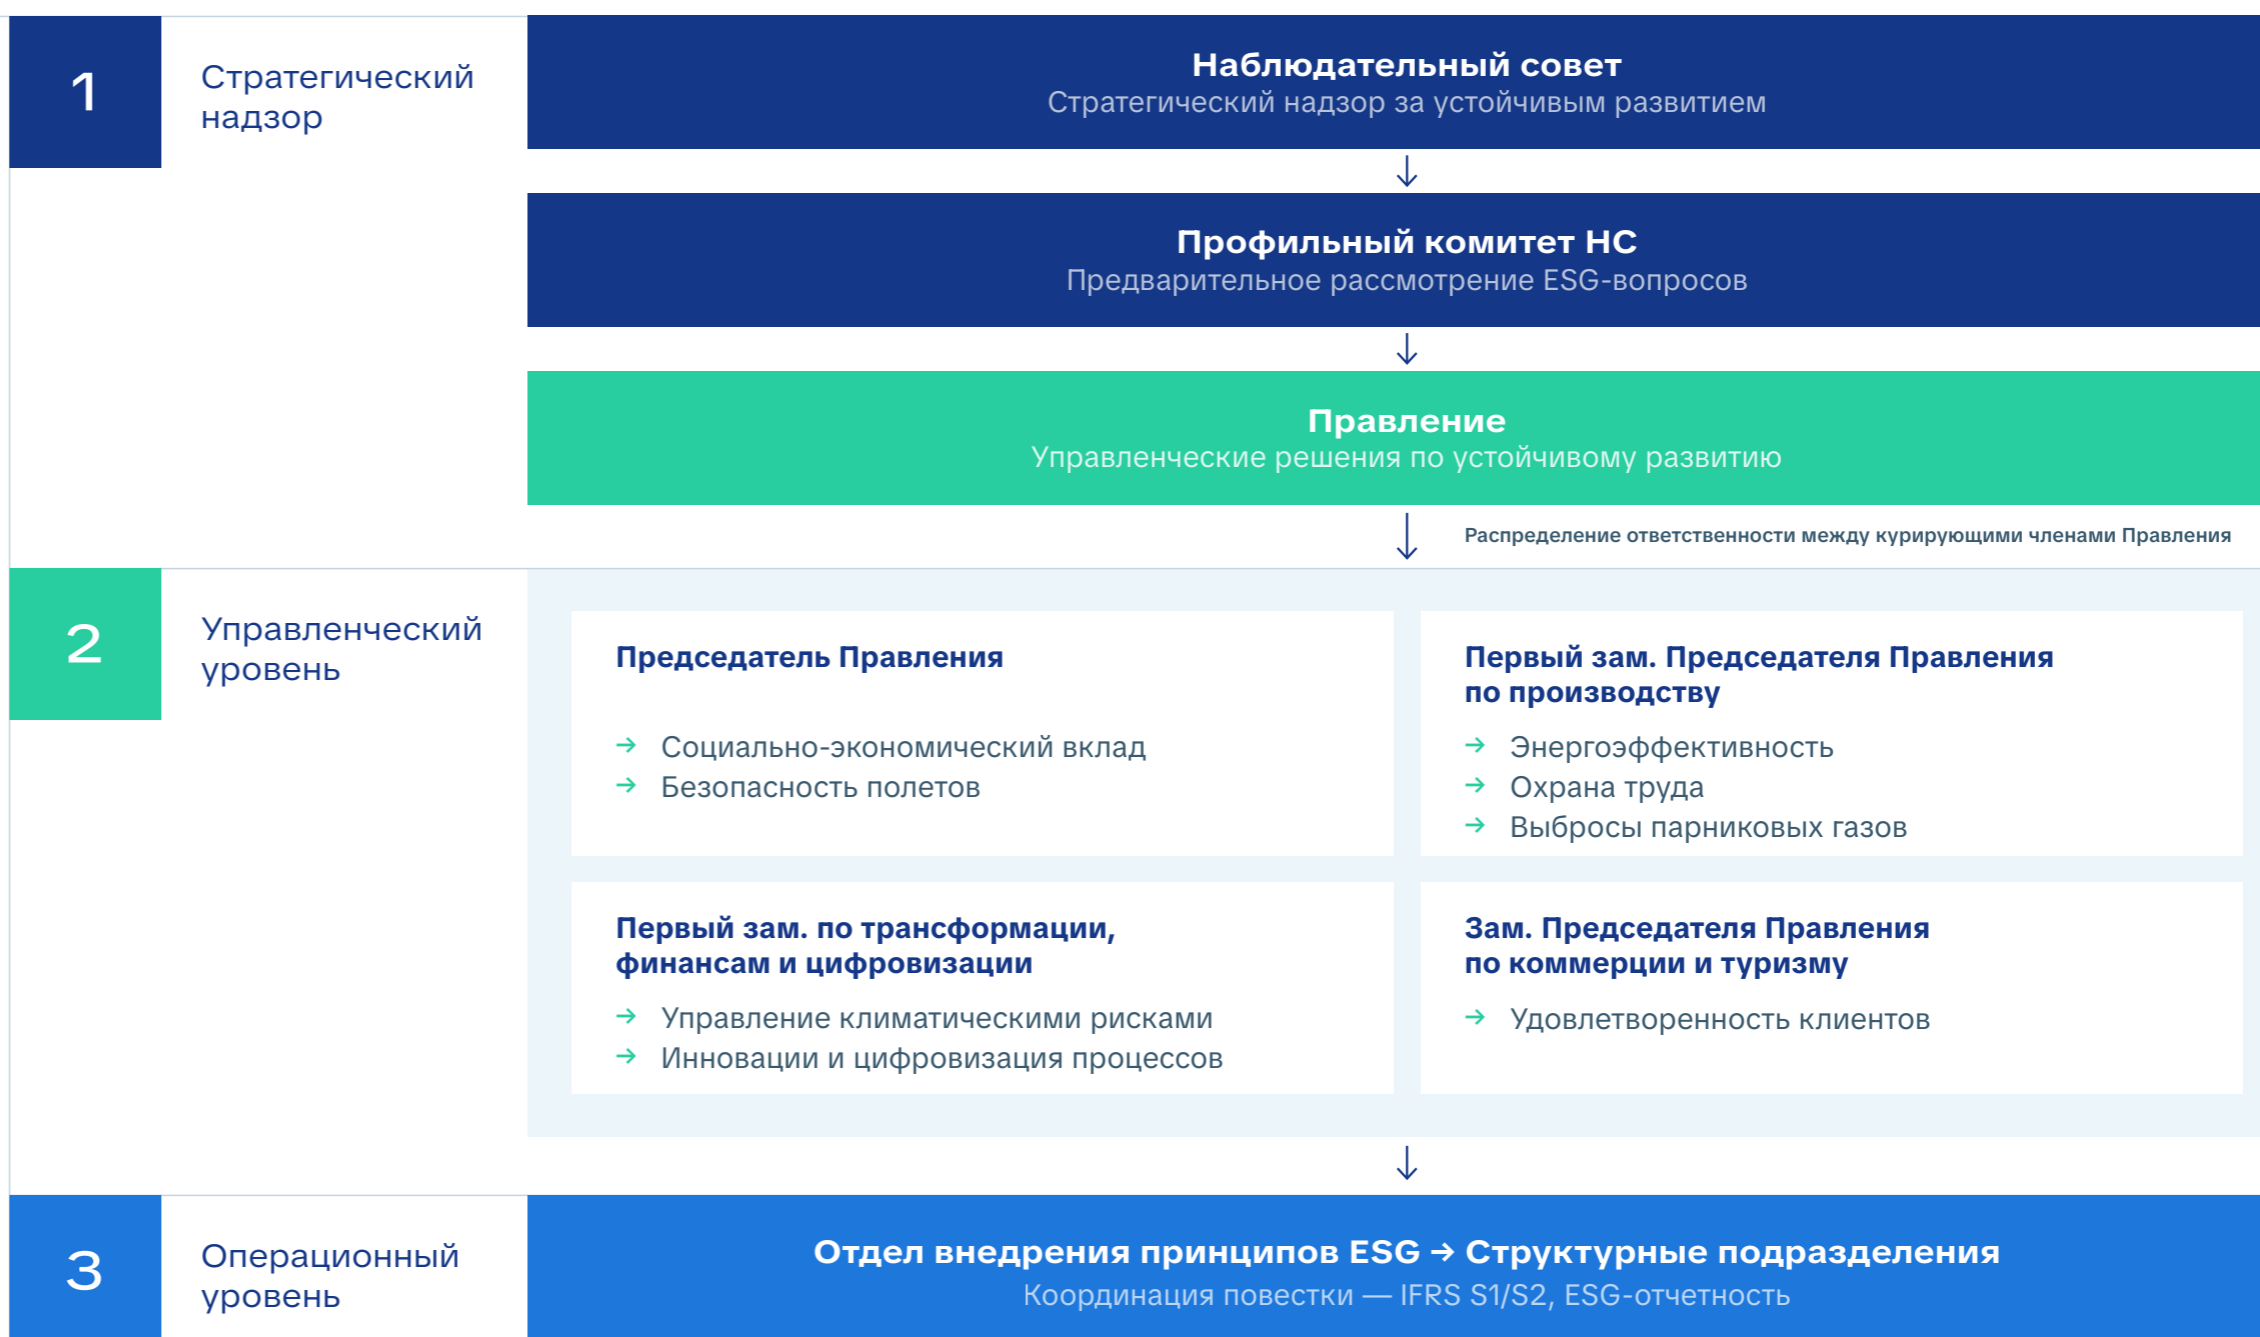 1
Стратегический
надзор
Наблюдательный совет
Стратегический надзор за устойчивым развитием
↓
Профильный комитет НС
Предварительное рассмотрение ESG-вопросов
↓
Правление
Управленческие решения по устойчивому развитию
↓ Распределение ответственности между курирующими членами Правления
2
Управленческий
уровень
Председатель Правления
→ Социально-экономический вклад
→ Безопасность полетов
Первый зам. Председателя Правления
по производству
→ Энергоэффективность
→ Охрана труда
→ Выбросы парниковых газов
Первый зам. по трансформации,
финансам и цифровизации
→ Управление климатическими рисками
→ Инновации и цифровизация процессов
Зам. Председателя Правления
по коммерции и туризму
→ Удовлетворенность клиентов
↓
3
Операционный
уровень
Отдел внедрения принципов ESG → Структурные подразделения
Координация повестки — IFRS S1/S2, ESG-отчетность